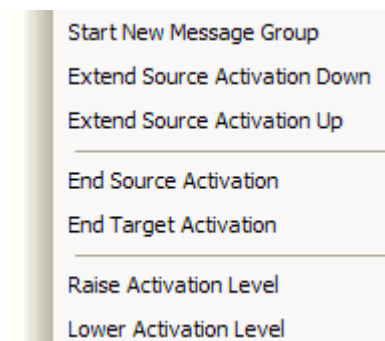 Start New Message Group
Extend Source Activation Down
Extend Source Activation Up
End Source Activation
End Target Activation
Raise Activation Level
Lower Activation Level